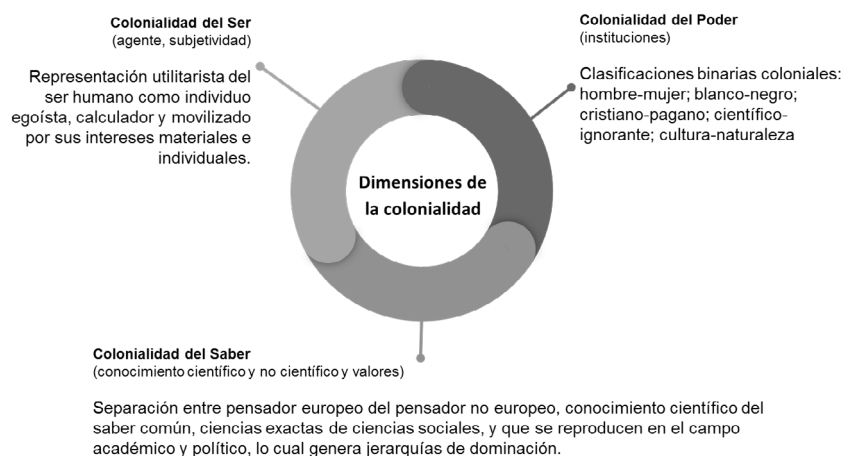 Colonialidad del Ser
(agente, subjetividad)
Representación utilitarista del
ser humano como individuo
egoísta, calculador y movilizado
por sus intereses materiales e
individuales.
Colonialidad del Poder
(instituciones)
Clasificaciones binarias coloniales:
hombre-mujer; blanco-negro;
cristiano-pagano; científico-
ignorante; cultura-naturaleza
Dimensiones de
la colonialidad
Colonialidad del Saber
(conocimiento científico y no científico y valores)
Separación entre pensador europeo del pensador no europeo, conocimiento científico del
saber común, ciencias exactas de ciencias sociales, y que se reproducen en el campo
académico y político, lo cual genera jerarquías de dominación.